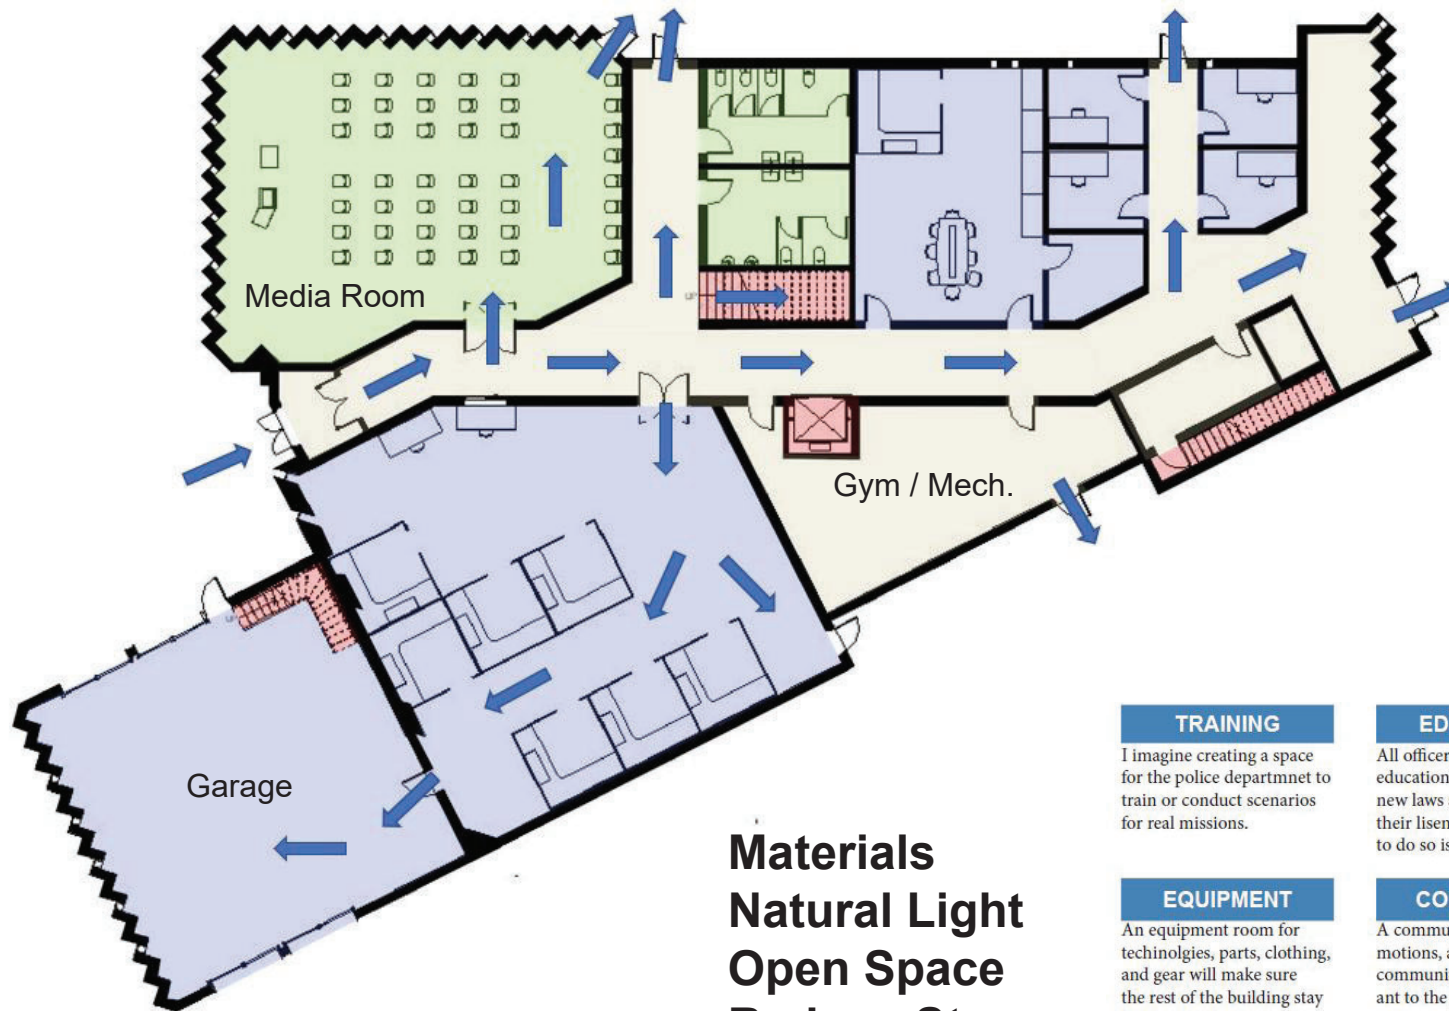 Media Room
Gym / Mech.
Garage
Materials
Natural Light
Open Space
TRAINING
I imagine creating a space
for the police departmnet to
train or conduct scenarios
for real missions.
EQUIPMENT
An equipment room for
techinolgies, parts, clothing,
and gear will make sure
the rest of the building stay
ED
All officer
education
new laws
their lisen
to do so is
CO
A commu
motions, a
communi
ant to the